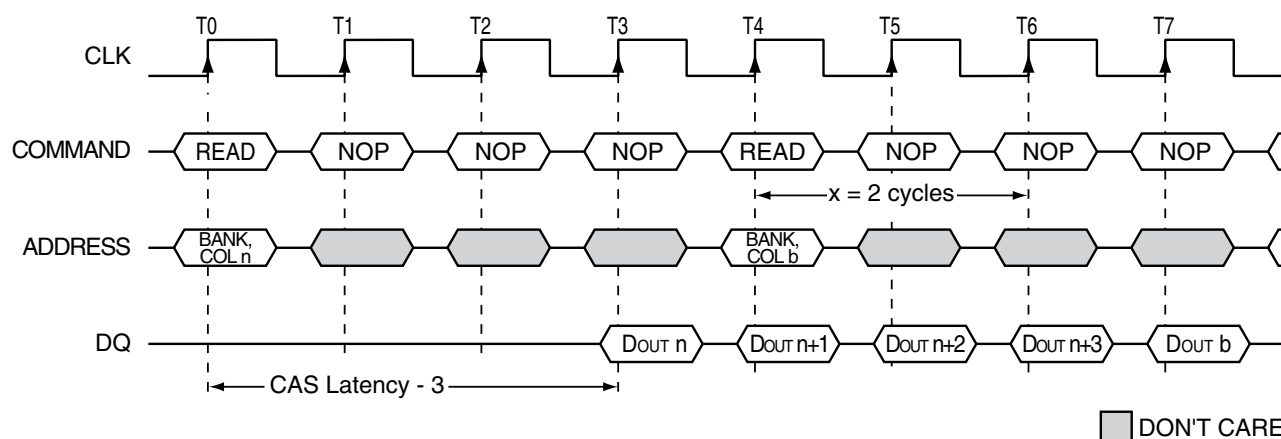 T0 T1 T2 T3 T4 T5 T6 T7
CLK
COMMAND READ NOP NOP NOP READ NOP NOP NOP
x = 2 cycles
ADDRESS BANK, COL n BANK, COL b
DQ DOUT n DOUT n+1 DOUT n+2 DOUT n+3 DOUT b
CAS Latency - 3
DON'T CARE